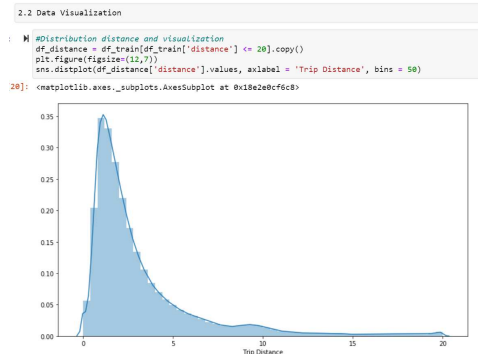 2.2 Data Visualization
#Distribution distance and visualization
df_distance = df_train[df_train['distance'] <= 20].copy()
plt.figure(figsize=(12,7))
sns.distplot(df_distance['distance'].values, axlabel = 'Trip Distance', bins = 50)
20]: <matplotlib.axes._subplots.AxesSubplot at 0x18e2e0cf6c8>
0.35
0.30
0.25
0.20
0.15
0.10
0.05
0.00
0 5 10 15 20
Trip Distance